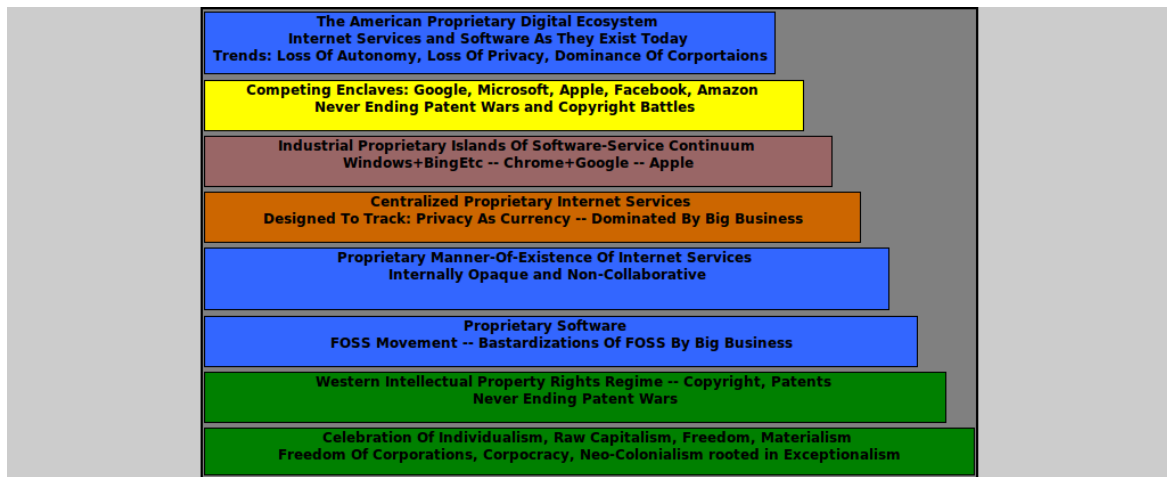 The American Proprietary Digital Ecosystem
Internet Services and Software As They Exist Today
Trends: Loss Of Autonomy, Loss Of Privacy, Dominance Of Corportaions
Competing Enclaves: Google, Microsoft, Apple, Facebook, Amazon
Never Ending Patent Wars and Copyright Battles
Industrial Proprietary Islands Of Software-Service Continuum
Windows+BingEtc -- Chrome+Google -- Apple
Centralized Proprietary Internet Services
Designed To Track: Privacy As Currency -- Dominated By Big Business
Proprietary Manner-Of-Existence Of Internet Services
Internally Opaque and Non-Collaborative
Proprietary Software
FOSS Movement -- Bastardizations Of FOSS By Big Business
Western Intellectual Property Rights Regime -- Copyright, Patents
Never Ending Patent Wars
Celebration Of Individualism, Raw Capitalism, Freedom, Materialism
Freedom Of Corporations, Corpocracy, Neo-Colonialism rooted in Exceptionalism